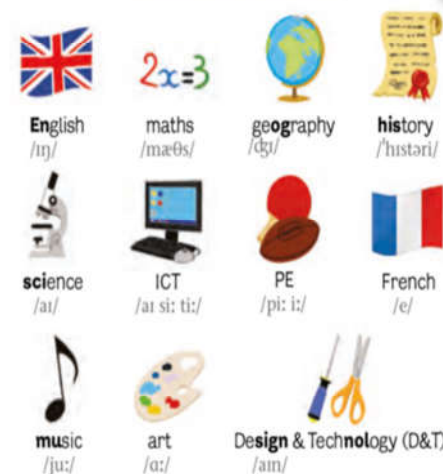 2x=3
English maths geography history
/ɪŋ/ /mæθs/ /dʒɪ/ /ˈhɪstəri/
science ICT PE French
/aɪ/ /aɪ siː tiː/ /piː iː/ /e/
music art Design & Technology (D&T)
/juː/ /ɑː/ /aɪn/